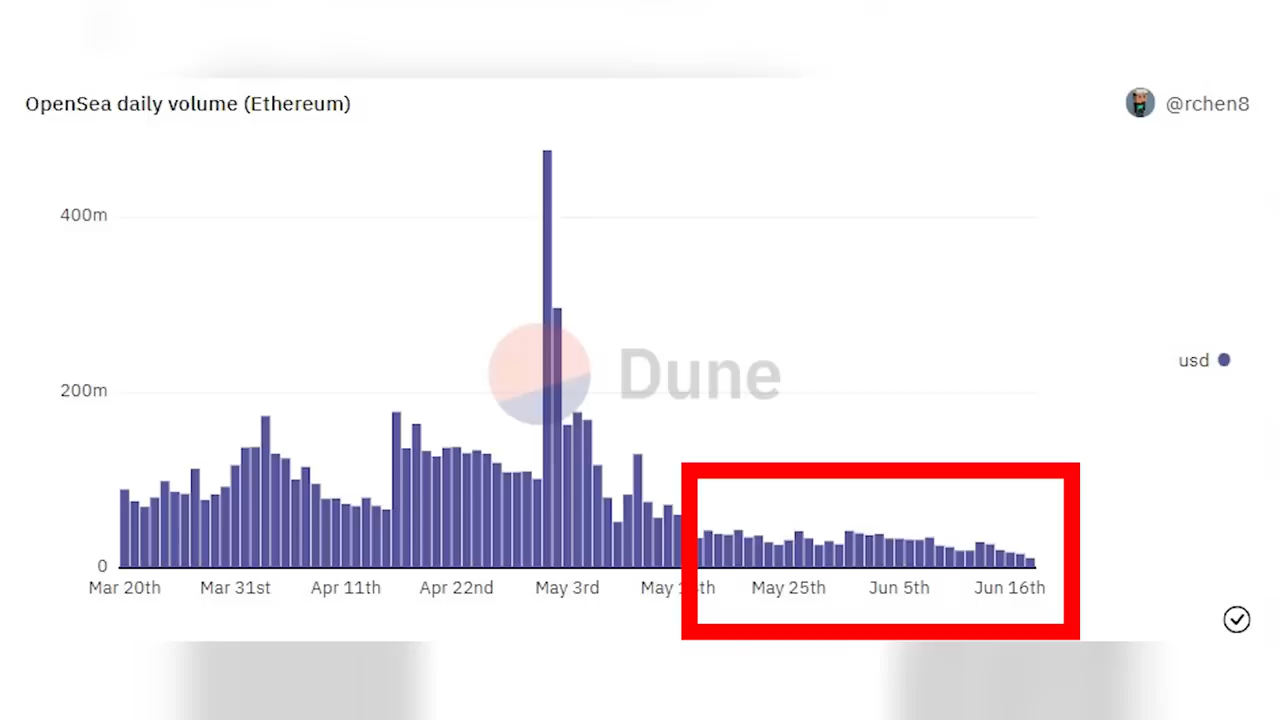 OpenSea daily volume (Ethereum)
@rchen8
400m
Dune
usd
200m
0
Mar 20th Mar 31st Apr 11th Apr 22nd May 3rd May May 25th Jun 5th Jun 16th